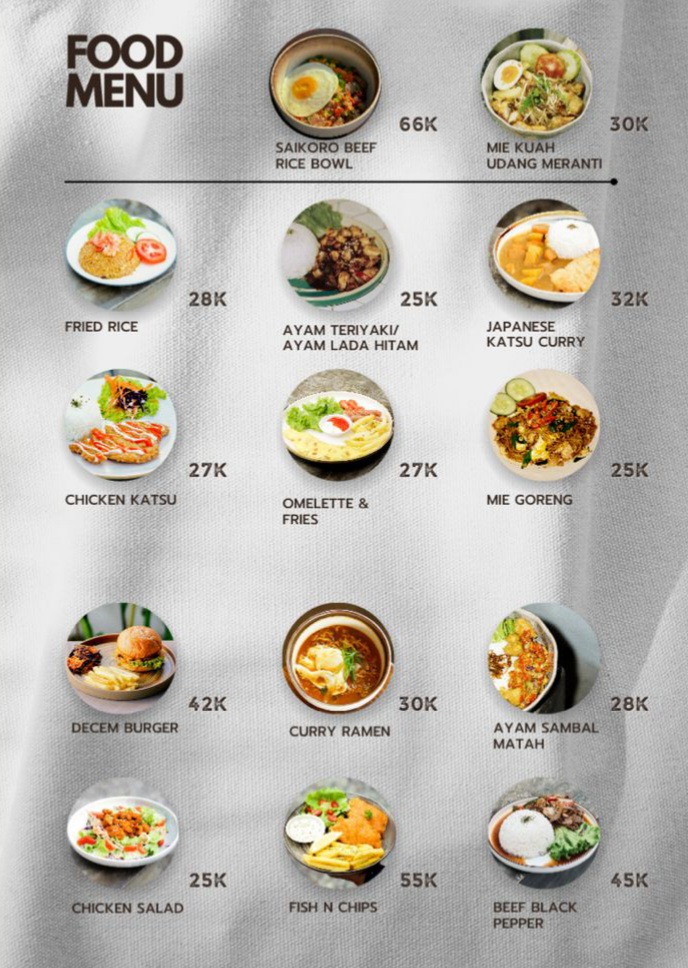 FOOD
MENU
66K
SAIKORO BEEF
RICE BOWL
30K
MIE KUAH
UDANG MERANTI
28K
FRIED RICE
25K
AYAM TERIYAKI/
AYAM LADA HITAM
32K
JAPANESE
KATSU CURRY
27K
CHICKEN KATSU
27K
OMELETTE &
FRIES
25K
MIE GORENG
42K
DECEM BURGER
30K
CURRY RAMEN
28K
AYAM SAMBAL
MATAH
25K
CHICKEN SALAD
55K
FISH N CHIPS
45K
BEEF BLACK
PEPPER